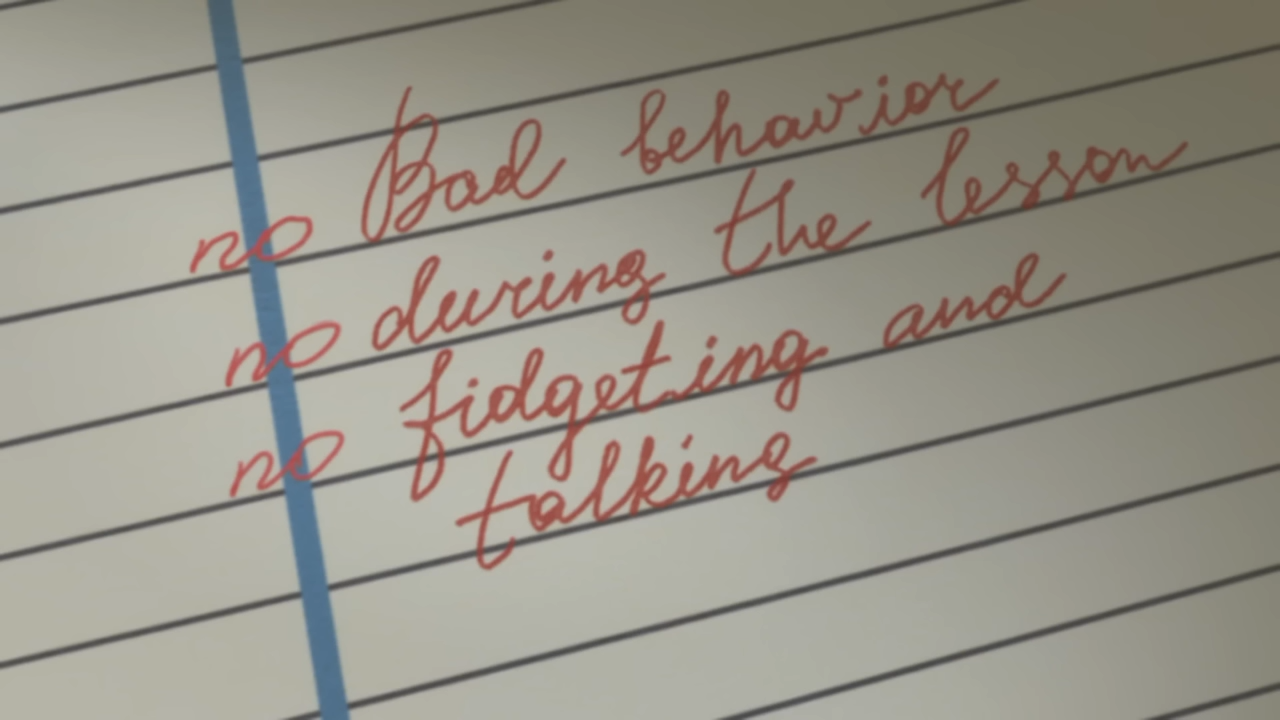 no Bad behavior
no during the lesson
no fidgeting and
talking